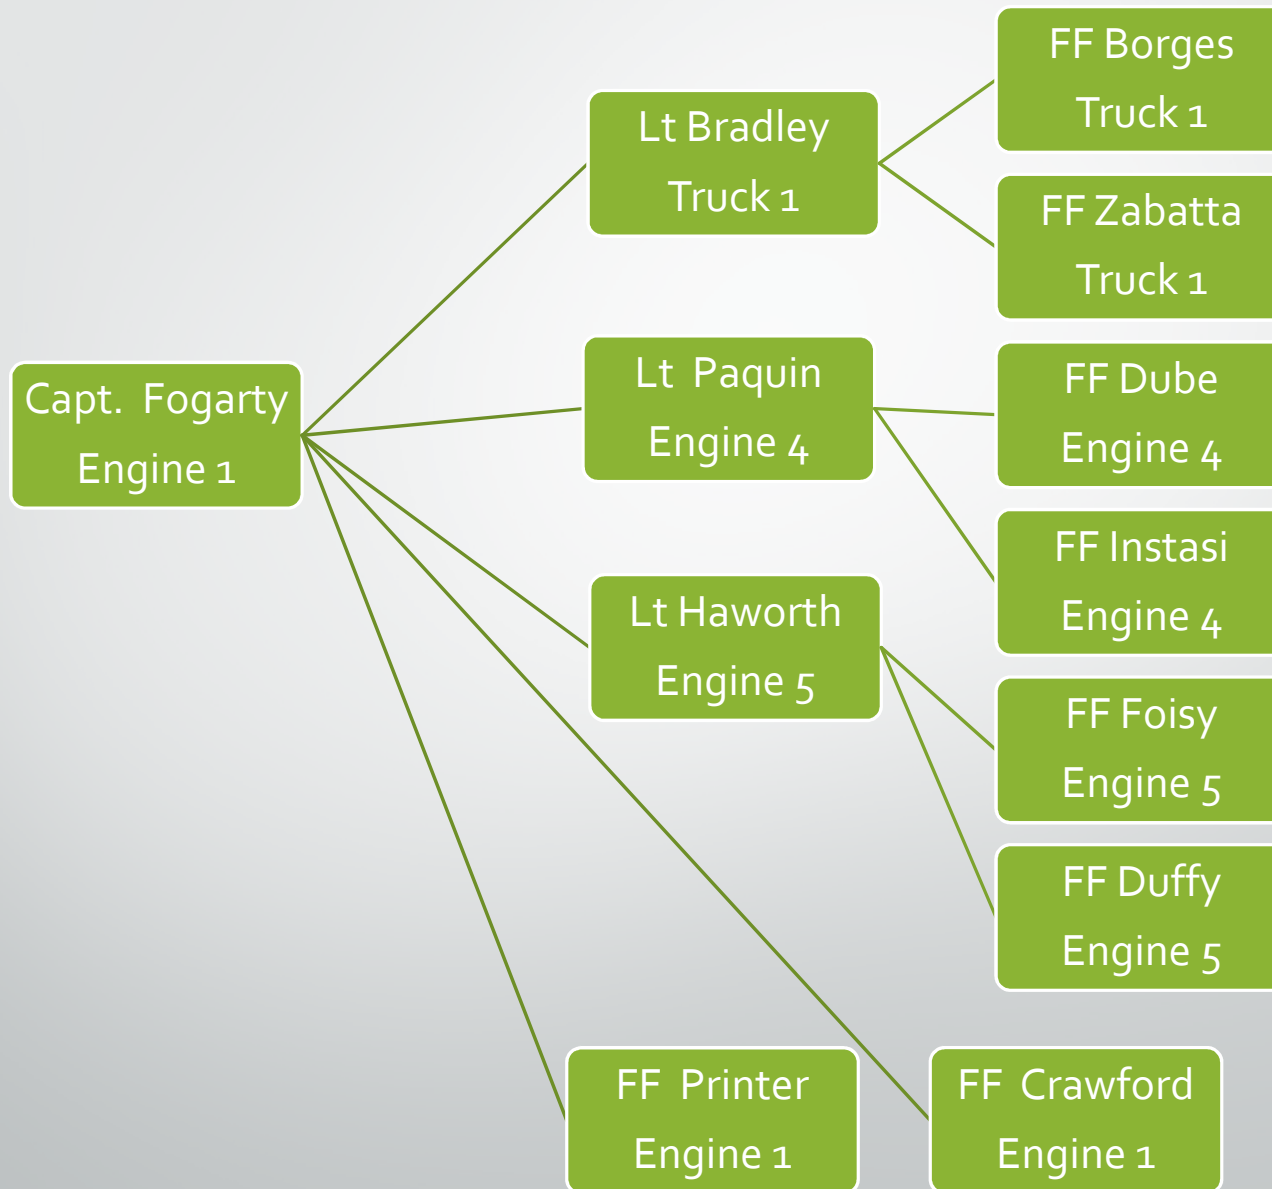 Capt. Fogarty
Engine 1
Lt Bradley
Truck 1
FF Borges
Truck 1
FF Zabatta
Truck 1
Lt Paquin
Engine 4
FF Dube
Engine 4
FF Instasi
Engine 4
Lt Haworth
Engine 5
FF Foisy
Engine 5
FF Duffy
Engine 5
FF Printer
Engine 1
FF Crawford
Engine 1